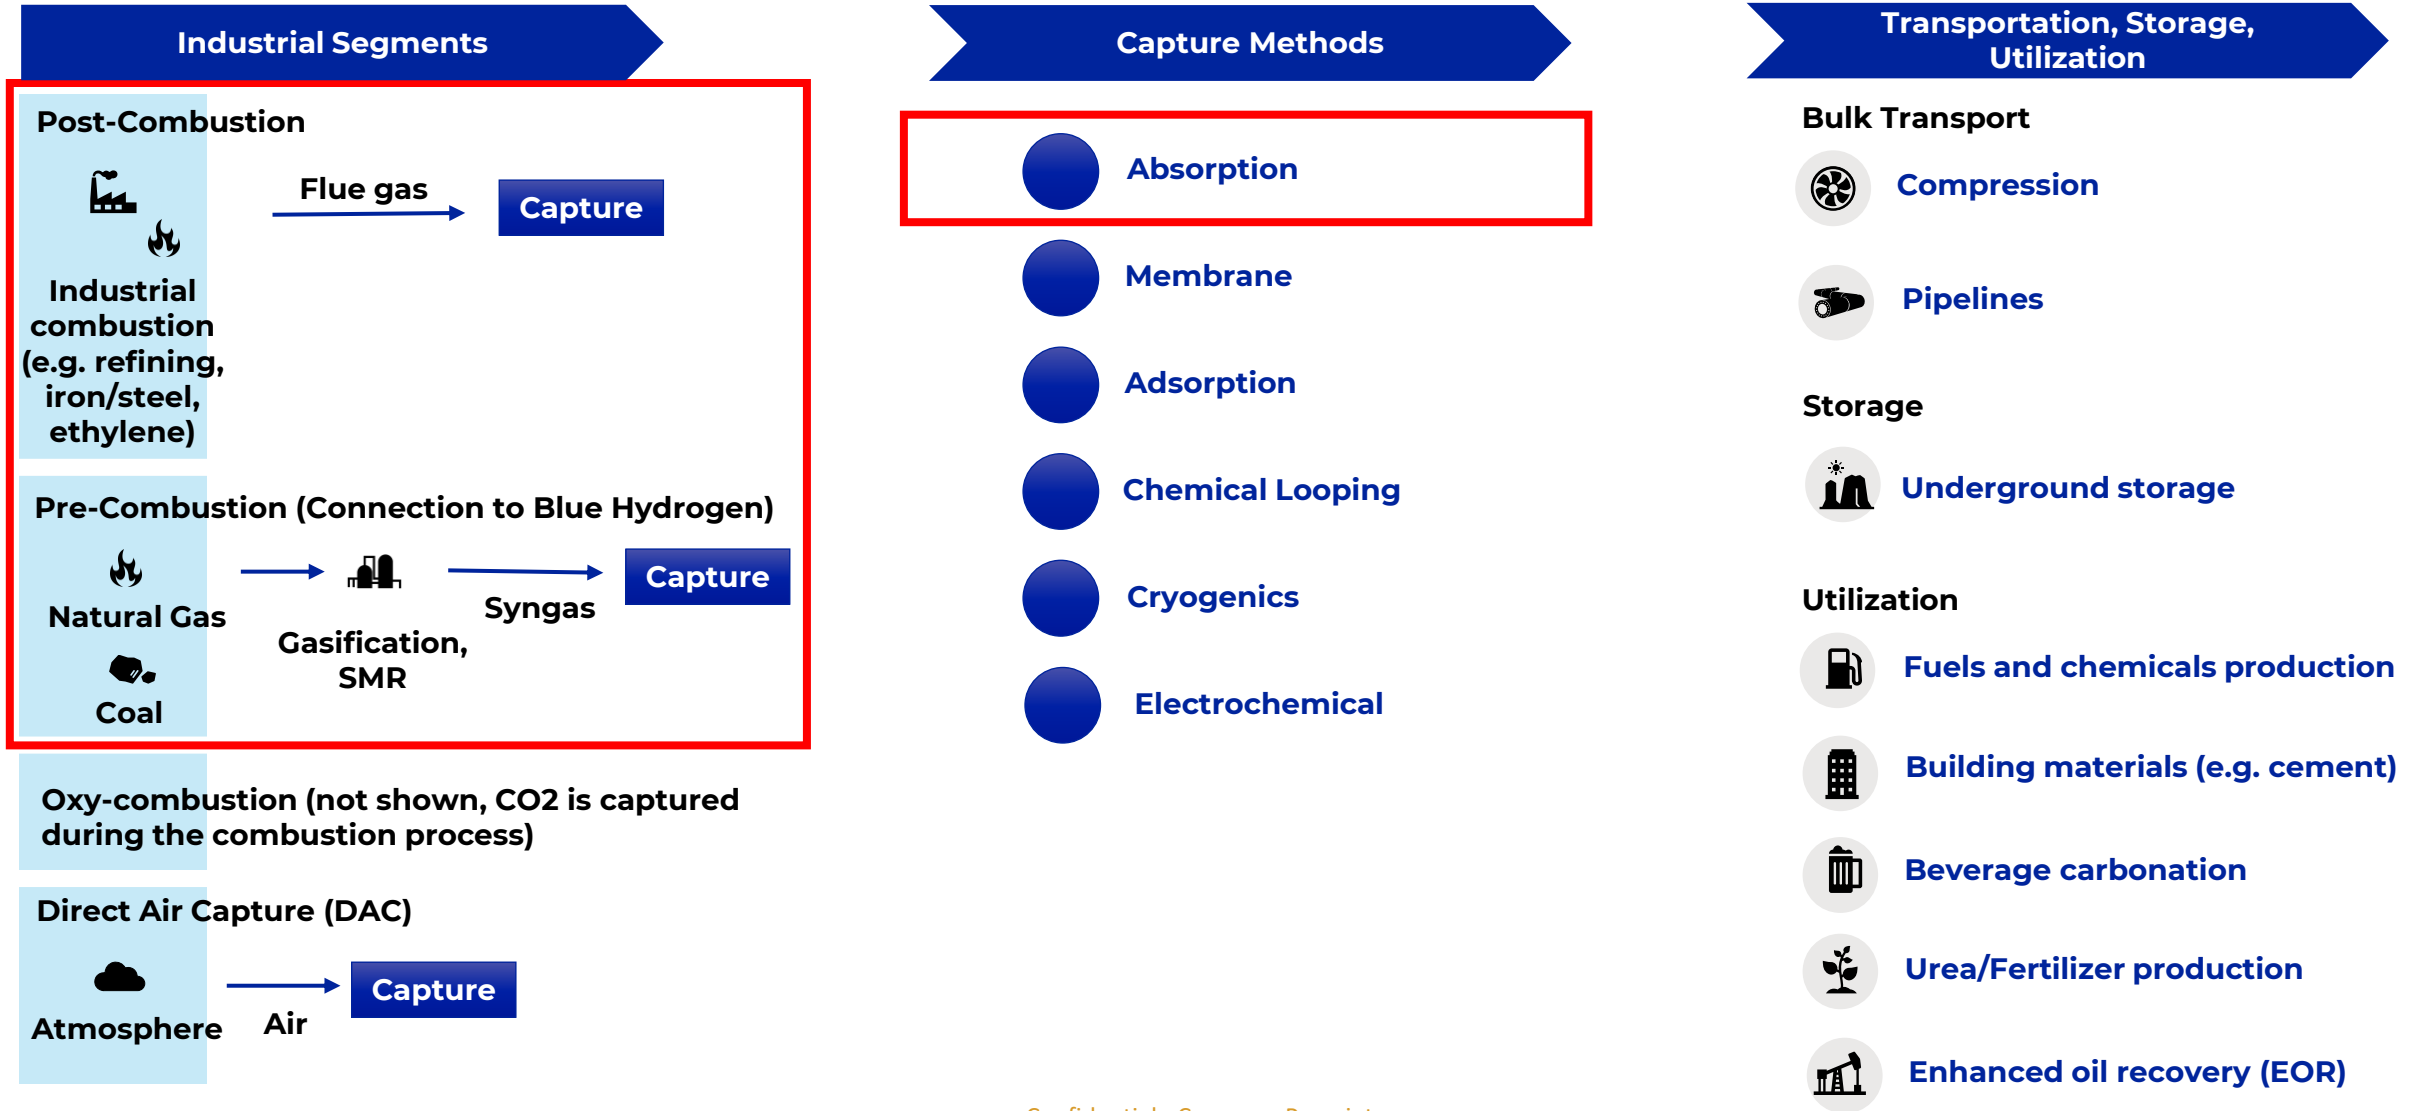 Industrial Segments
Post-Combustion
Flue gas
Capture
Industrial
combustion
(e.g. refining,
iron/steel,
ethylene)
Pre-Combustion (Connection to Blue Hydrogen)
Natural Gas
Coal
Gasification,
SMR
Syngas
Capture
Oxy-combustion (not shown, CO2 is captured
during the combustion process)
Direct Air Capture (DAC)
Atmosphere
Air
Capture
Capture Methods
Absorption
Membrane
Adsorption
Chemical Looping
Cryogenics
Electrochemical
Transportation, Storage,
Utilization
Bulk Transport
Compression
Pipelines
Storage
Underground storage
Utilization
Fuels and chemicals production
Building materials (e.g. cement)
Beverage carbonation
Urea/Fertilizer production
Enhanced oil recovery (EOR)